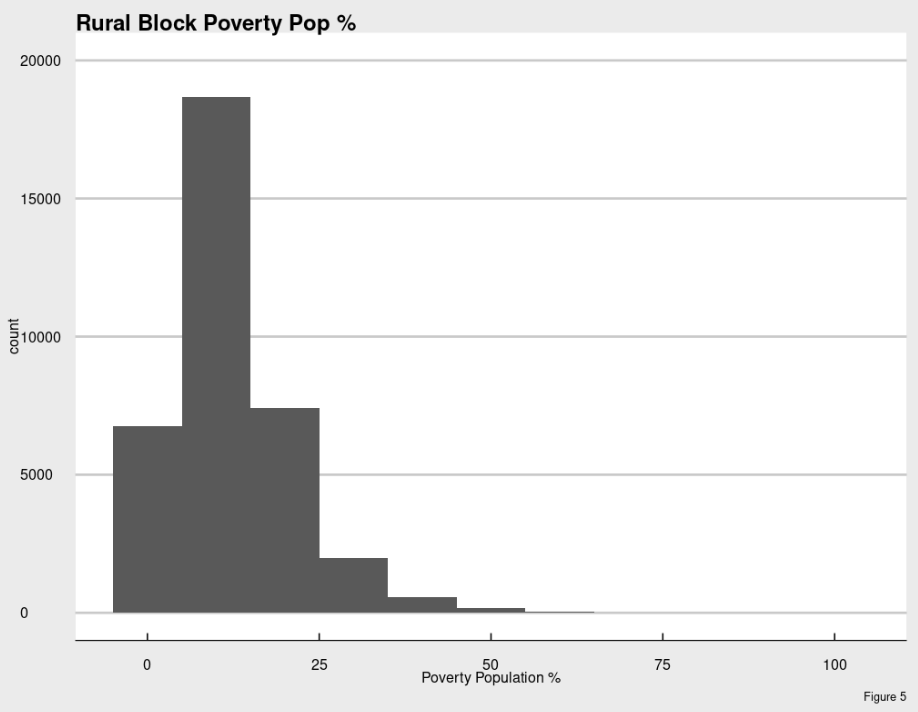 Rural Block Poverty Pop %
20000
15000
10000
5000
0
count
0 25 50 75 100
Poverty Population %
Figure 5